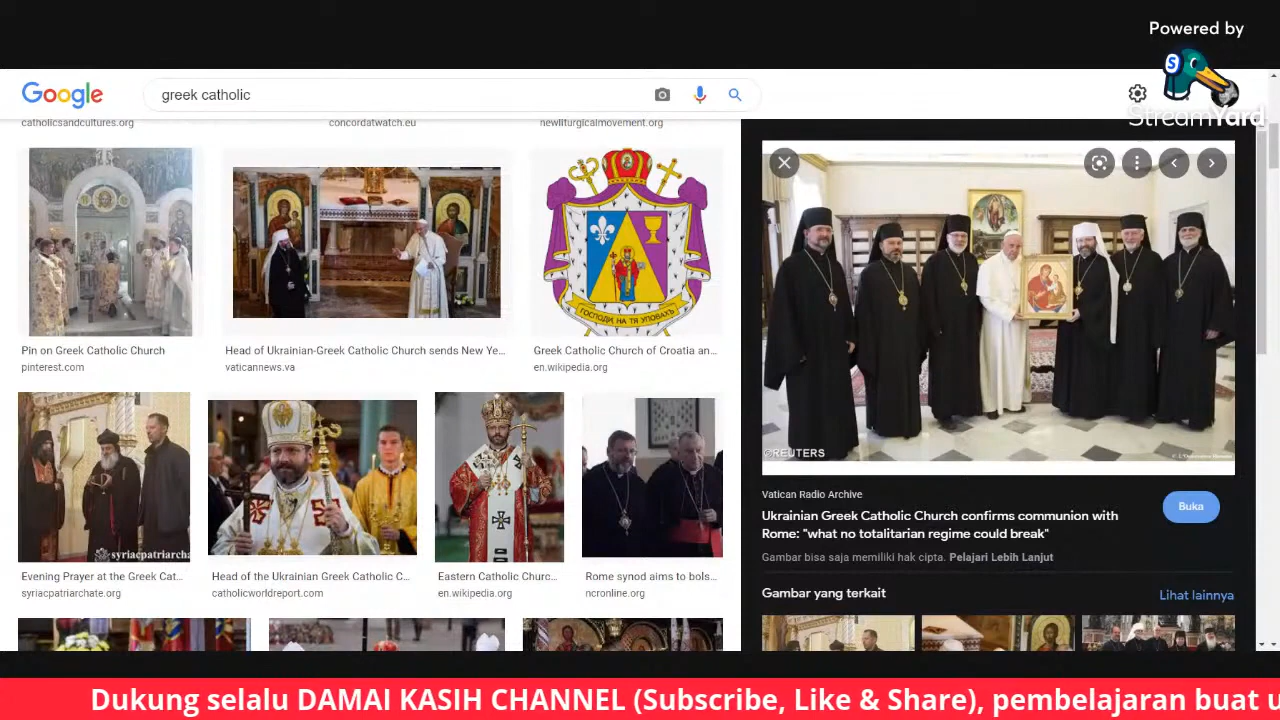 Powered by
StreamYard
Google
greek catholic
catholicsandcultures.org
concordatwatch.eu
newliturgicalmovement.org
ГОСПОДИ НА ТЯ УПОВАХЪ
Pin on Greek Catholic Church
pinterest.com
Head of Ukrainian-Greek Catholic Church sends New Ye...
vaticannews.va
Greek Catholic Church of Croatia an...
en.wikipedia.org
©REUTERS
Vatican Radio Archive
Buka
Ukrainian Greek Catholic Church confirms communion with
Rome: "what no totalitarian regime could break"
Gambar bisa saja memiliki hak cipta. Pelajari Lebih Lanjut
syriacpatriarcha
Evening Prayer at the Greek Cat...
syriacpatriarchate.org
Head of the Ukrainian Greek Catholic C...
catholicworldreport.com
Eastern Catholic Churc...
en.wikipedia.org
Rome synod aims to bols...
ncronline.org
Gambar yang terkait
Lihat lainnya
Dukung selalu DAMAI KASIH CHANNEL (Subscribe, Like & Share), pembelajaran buat u